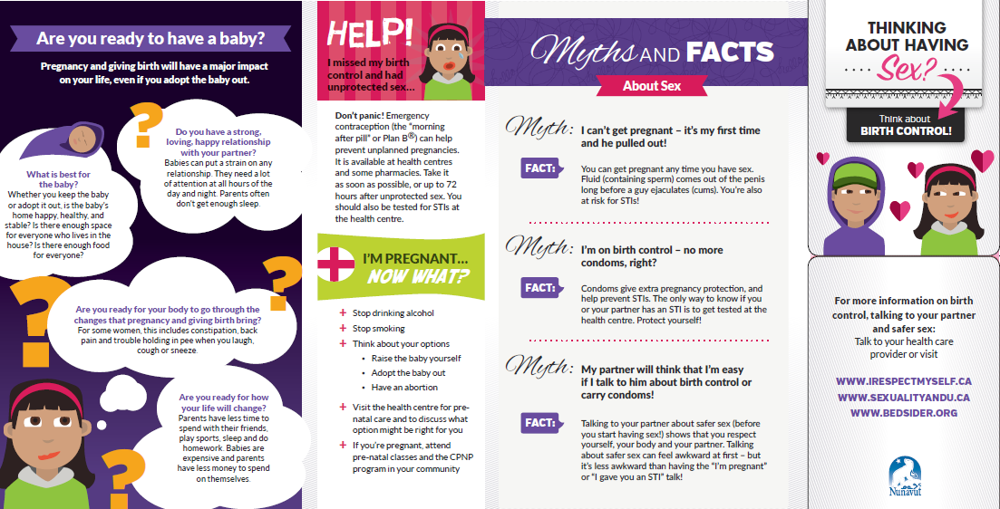 Are you ready to have a baby?
Pregnancy and giving birth will have a major impact
on your life, even if you adopt the baby out.
?
Do you have a strong,
loving, happy relationship
with your partner?
Babies can put a strain on any
relationship. They need a lot
of attention at all hours of the
day and night. Parents often
don't get enough sleep.
What is best for
the baby?
Whether you keep the baby
or adopt it out, is the baby's
home happy, healthy, and
stable? Is there enough space
for everyone who lives in the
house? Is there enough food
for everyone?
?
?
Are you ready for your body to go through the
changes that pregnancy and giving birth bring?
For some women, this includes constipation, back
pain and trouble holding in pee when you laugh,
cough or sneeze.
Are you ready for how
your life will change?
Parents have less time to
spend with their friends,
play sports, sleep and do
homework. Babies are
expensive and parents
have less money to spend
on themselves.
?
HELP!
I missed my birth
control and had
unprotected sex...
Don't panic! Emergency
contraception (the "morning
after pill" or Plan B®) can help
prevent unplanned pregnancies.
It is available at health centres
and some pharmacies. Take it
as soon as possible, or up to 72
hours after unprotected sex. You
should also be tested for STIs at
the health centre.
I'M PREGNANT...
NOW WHAT?
+ Stop drinking alcohol
+ Stop smoking
+ Think about your options
• Raise the baby yourself
• Adopt the baby out
• Have an abortion
+ Visit the health centre for pre-
natal care and to discuss what
option might be right for you
+ If you're pregnant, attend
pre-natal classes and the CPNP
program in your community
Myths AND FACTS
About Sex
Myth: I can't get pregnant – it's my first time
and he pulled out!
FACT: You can get pregnant any time you have sex.
Fluid (containing sperm) comes out of the penis
long before a guy ejaculates (cums). You're also
at risk for STIs!
Myth: I'm on birth control – no more
condoms, right?
FACT: Condoms give extra pregnancy protection, and
help prevent STIs. The only way to know if you
or your partner has an STI is to get tested at the
health centre. Protect yourself!
Myth: My partner will think that I'm easy
if I talk to him about birth control or
carry condoms!
FACT: Talking to your partner about safer sex (before
you start having sex!) shows that you respect
yourself, your body and your partner. Talking
about safer sex can feel awkward at first – but
it's less awkward than having the "I'm pregnant"
or "I gave you an STI" talk!
THINKING
ABOUT HAVING
Sex?
Think about
BIRTH CONTROL!
For more information on birth
control, talking to your partner
and safer sex:
Talk to your health care
provider or visit
WWW.IRESPECTMYSELF.CA
WWW.SEXUALITYANDU.CA
WWW.BEDSIDER.ORG
Nunavut